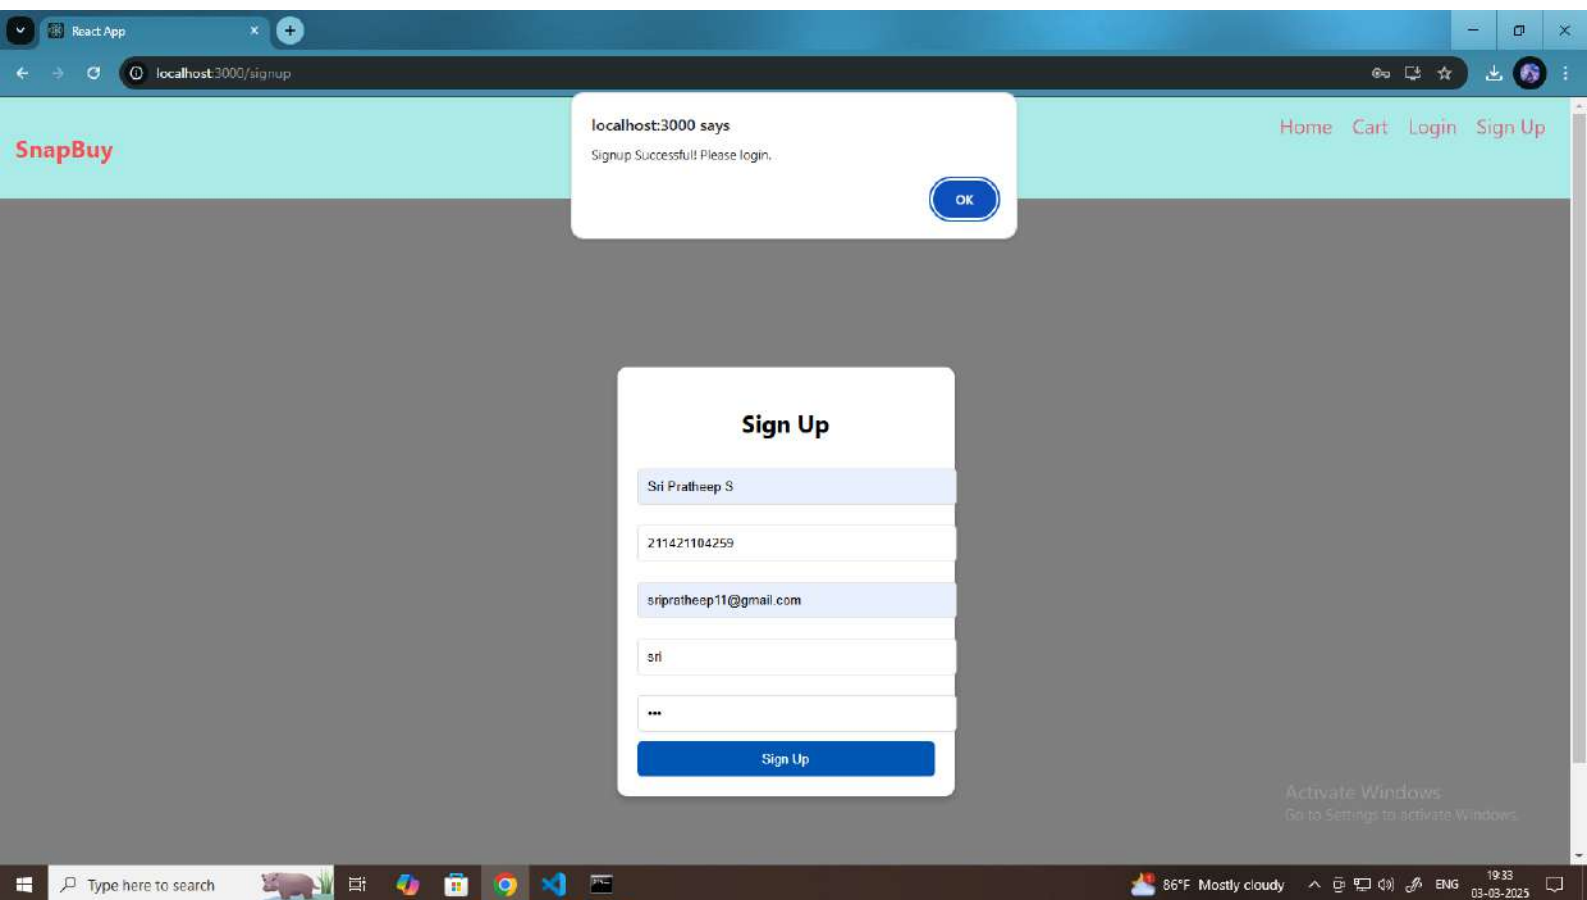 React App
localhost:3000/signup
localhost:3000 says
Signup Successful! Please login.
OK
SnapBuy
Home Cart Login Sign Up
Sign Up
Sri Pratheep S
211421104259
sripratheep11@gmail.com
sri
•••
Sign Up
Activate Windows
Go to Settings to activate Windows.
Type here to search
86°F Mostly cloudy
ENG
19:33
03-03-2025